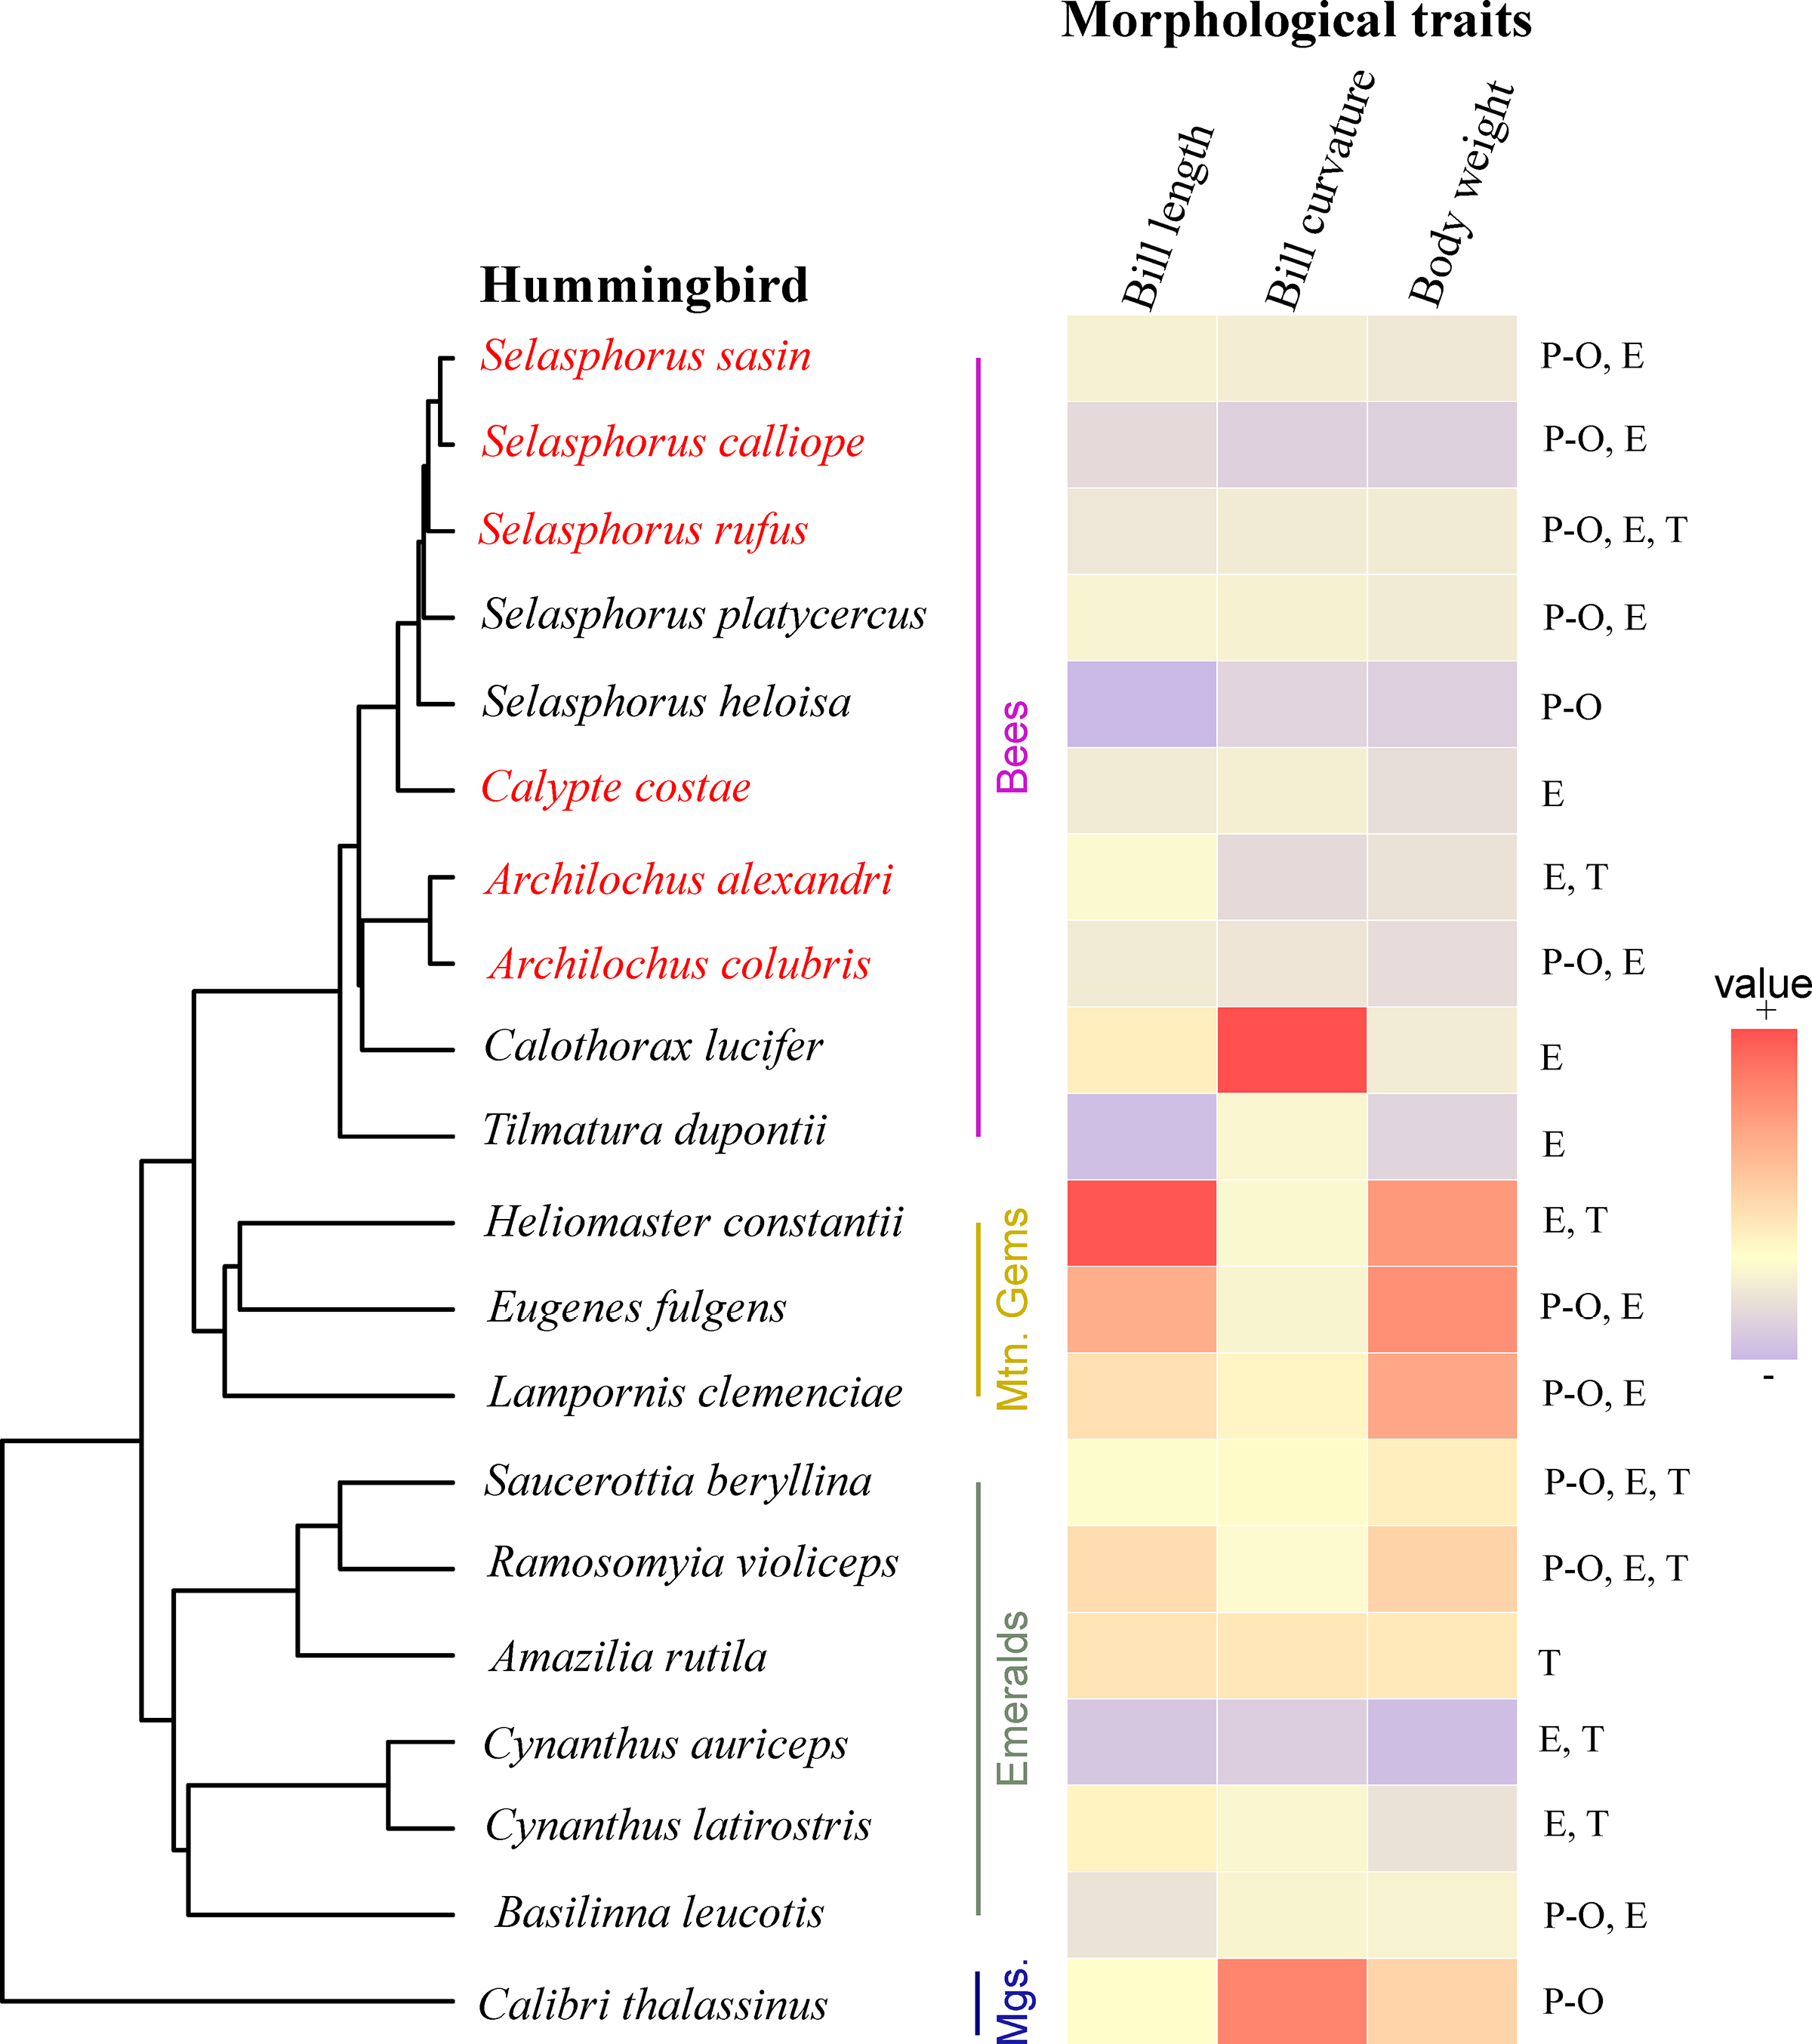 Morphological traits
Bill length
Bill curvature
Body weight
Hummingbird
Selasphorus sasin P-O, E
Selasphorus calliope P-O, E
Selasphorus rufus P-O, E, T
Selasphorus platycercus P-O, E
Selasphorus heloisa P-O
Bees
Calypte costae E
Archilochus alexandri E, T
Archilochus colubris P-O, E
value
+
Calothorax lucifer E
Tilmatura dupontii E
Heliomaster constantii E, T
Mtn. Gems
Eugenes fulgens P-O, E
-
Lampornis clemenciae P-O, E
Saucerottia beryllina P-O, E, T
Ramosomyia violiceps P-O, E, T
Amazilia rutila T
Emeralds
Cynanthus auriceps E, T
Cynanthus latirostris E, T
Basilinna leucotis P-O, E
Calibri thalassinus P-O
Mgs.